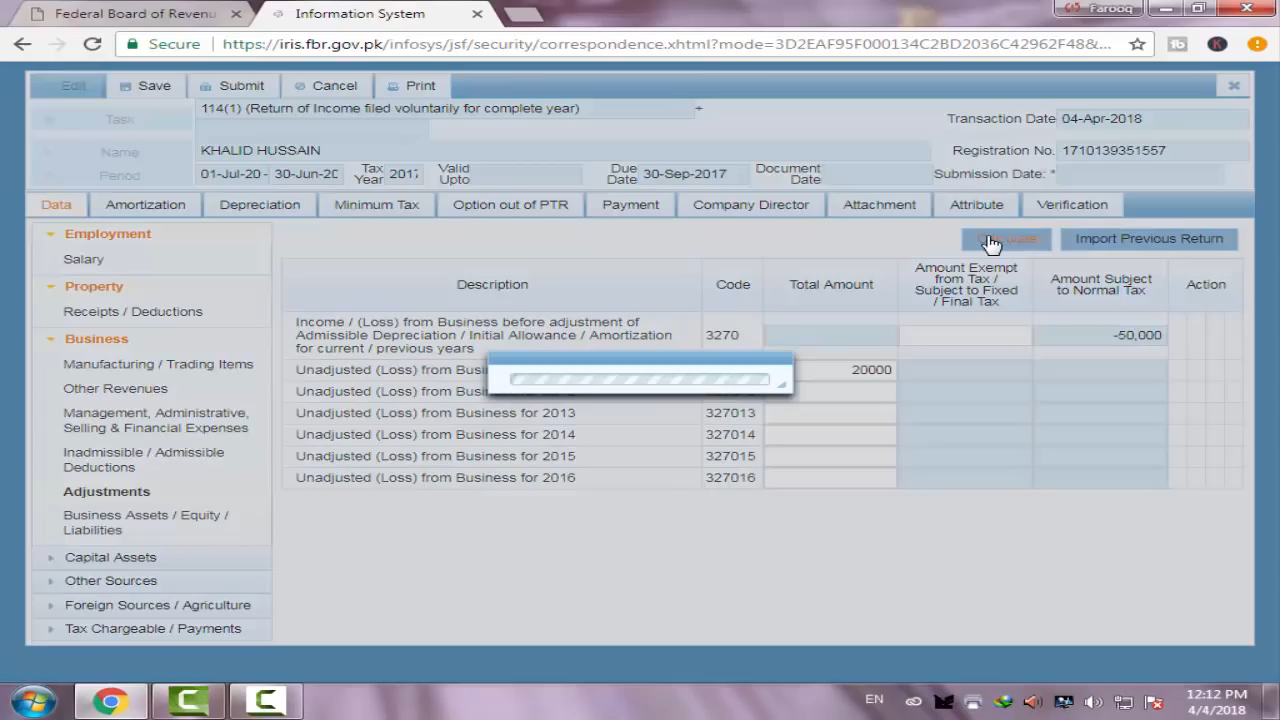 Federal Board of Revenu
Information System
Farooq
Secure
https://iris.fbr.gov.pk/infosys/jsf/security/correspondence.xhtml?mode=3D2EAF95F000134C2BD2036C42962F48&...
Edit
Save
Submit
Cancel
Print
Task
114(1) (Return of Income filed voluntarily for complete year)
+
Transaction Date 04-Apr-2018
Name
KHALID HUSSAIN
Registration No. 1710139351557
Period
01-Jul-20 - 30-Jun-20
Tax Year 2017
Valid Upto
Due Date 30-Sep-2017
Document Date
Submission Date: *
Data
Amortization
Depreciation
Minimum Tax
Option out of PTR
Payment
Company Director
Attachment
Attribute
Verification
Employment
Salary
Property
Receipts / Deductions
Business
Manufacturing / Trading Items
Other Revenues
Management, Administrative,
Selling & Financial Expenses
Inadmissible / Admissible
Deductions
Adjustments
Business Assets / Equity /
Liabilities
Capital Assets
Other Sources
Foreign Sources / Agriculture
Tax Chargeable / Payments
Import Previous Return
Description
Code
Total Amount
Amount Exempt
from Tax /
Subject to Fixed
/ Final Tax
Amount Subject
to Normal Tax
Action
Income / (Loss) from Business before adjustment of
Admissible Depreciation / Initial Allowance / Amortization
for current / previous years
3270
-50,000
Unadjusted (Loss) from
20000
Unadjusted (Loss) from
Unadjusted (Loss) from Business for 2013 327013
Unadjusted (Loss) from Business for 2014 327014
Unadjusted (Loss) from Business for 2015 327015
Unadjusted (Loss) from Business for 2016 327016
EN
12:12 PM
4/4/2018